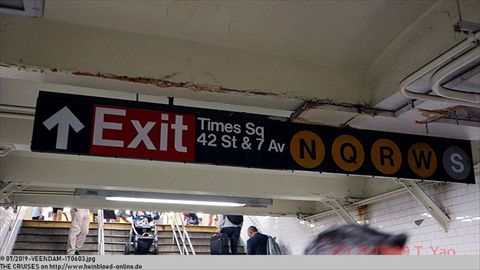 Exit
Times Sq
42 St & 7 Av
N Q R W S
T. Yao
© 07/2019-VEENDAM-170603.jpg
THE CRUISES on http://www.heinbloed-online.de